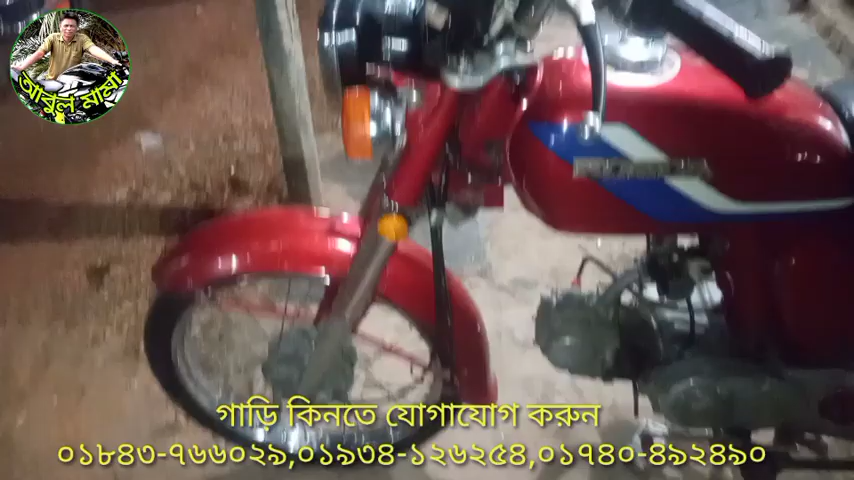 আবুল মামা
গাড়ি কিনতে যোগাযোগ করুন
০১৮৪৩-৭৬৬০২৯,০১৯৩৪-১২৬২৫৪,০১৭৪০-৪৯২৪৯০